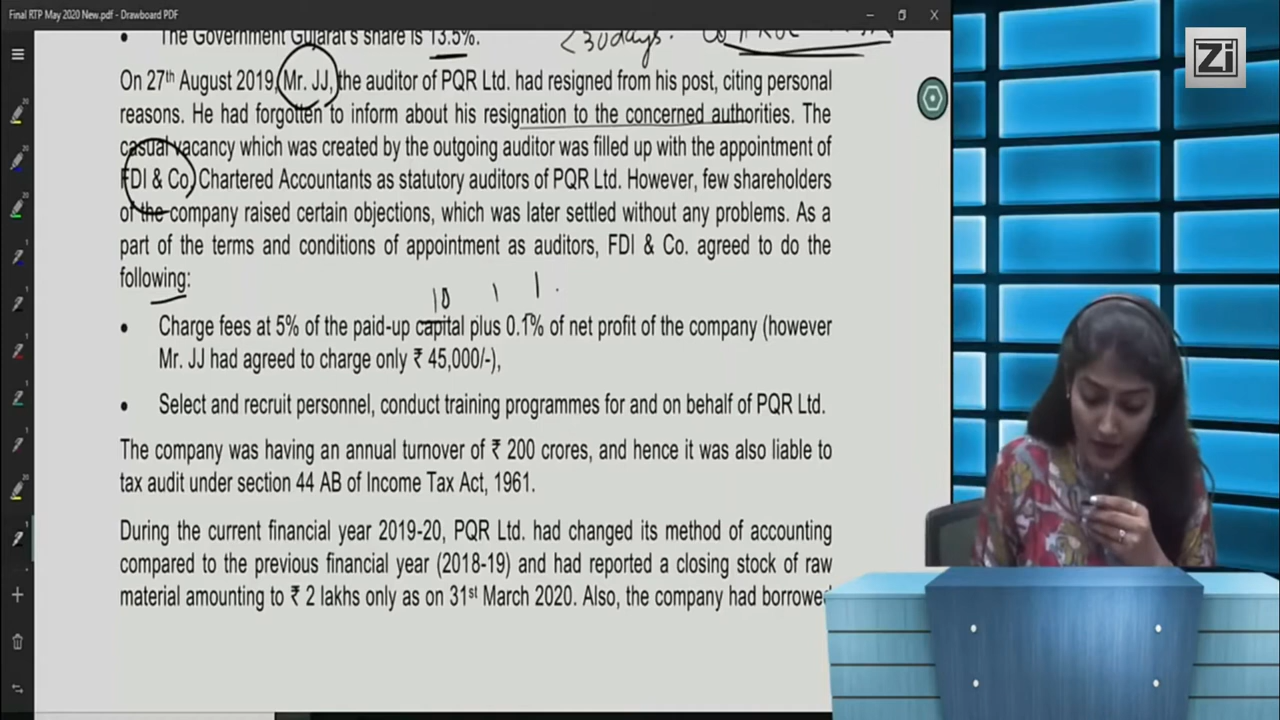 Final RTP May 2020 New.pdf - Drawboard PDF
• The Government Gujarat's share is 13.5%.
<30days.
On 27th August 2019, Mr. JJ, the auditor of PQR Ltd. had resigned from his post, citing personal
reasons. He had forgotten to inform about his resignation to the concerned authorities. The
casual vacancy which was created by the outgoing auditor was filled up with the appointment of
FDI & Co. Chartered Accountants as statutory auditors of PQR Ltd. However, few shareholders
of the company raised certain objections, which was later settled without any problems. As a
part of the terms and conditions of appointment as auditors, FDI & Co. agreed to do the
following:
10 1 1.
• Charge fees at 5% of the paid-up capital plus 0.1% of net profit of the company (however
Mr. JJ had agreed to charge only ₹ 45,000/-),
• Select and recruit personnel, conduct training programmes for and on behalf of PQR Ltd.
The company was having an annual turnover of ₹ 200 crores, and hence it was also liable to
tax audit under section 44 AB of Income Tax Act, 1961.
During the current financial year 2019-20, PQR Ltd. had changed its method of accounting
compared to the previous financial year (2018-19) and had reported a closing stock of raw
material amounting to ₹ 2 lakhs only as on 31st March 2020. Also, the company had borrowed
Zi